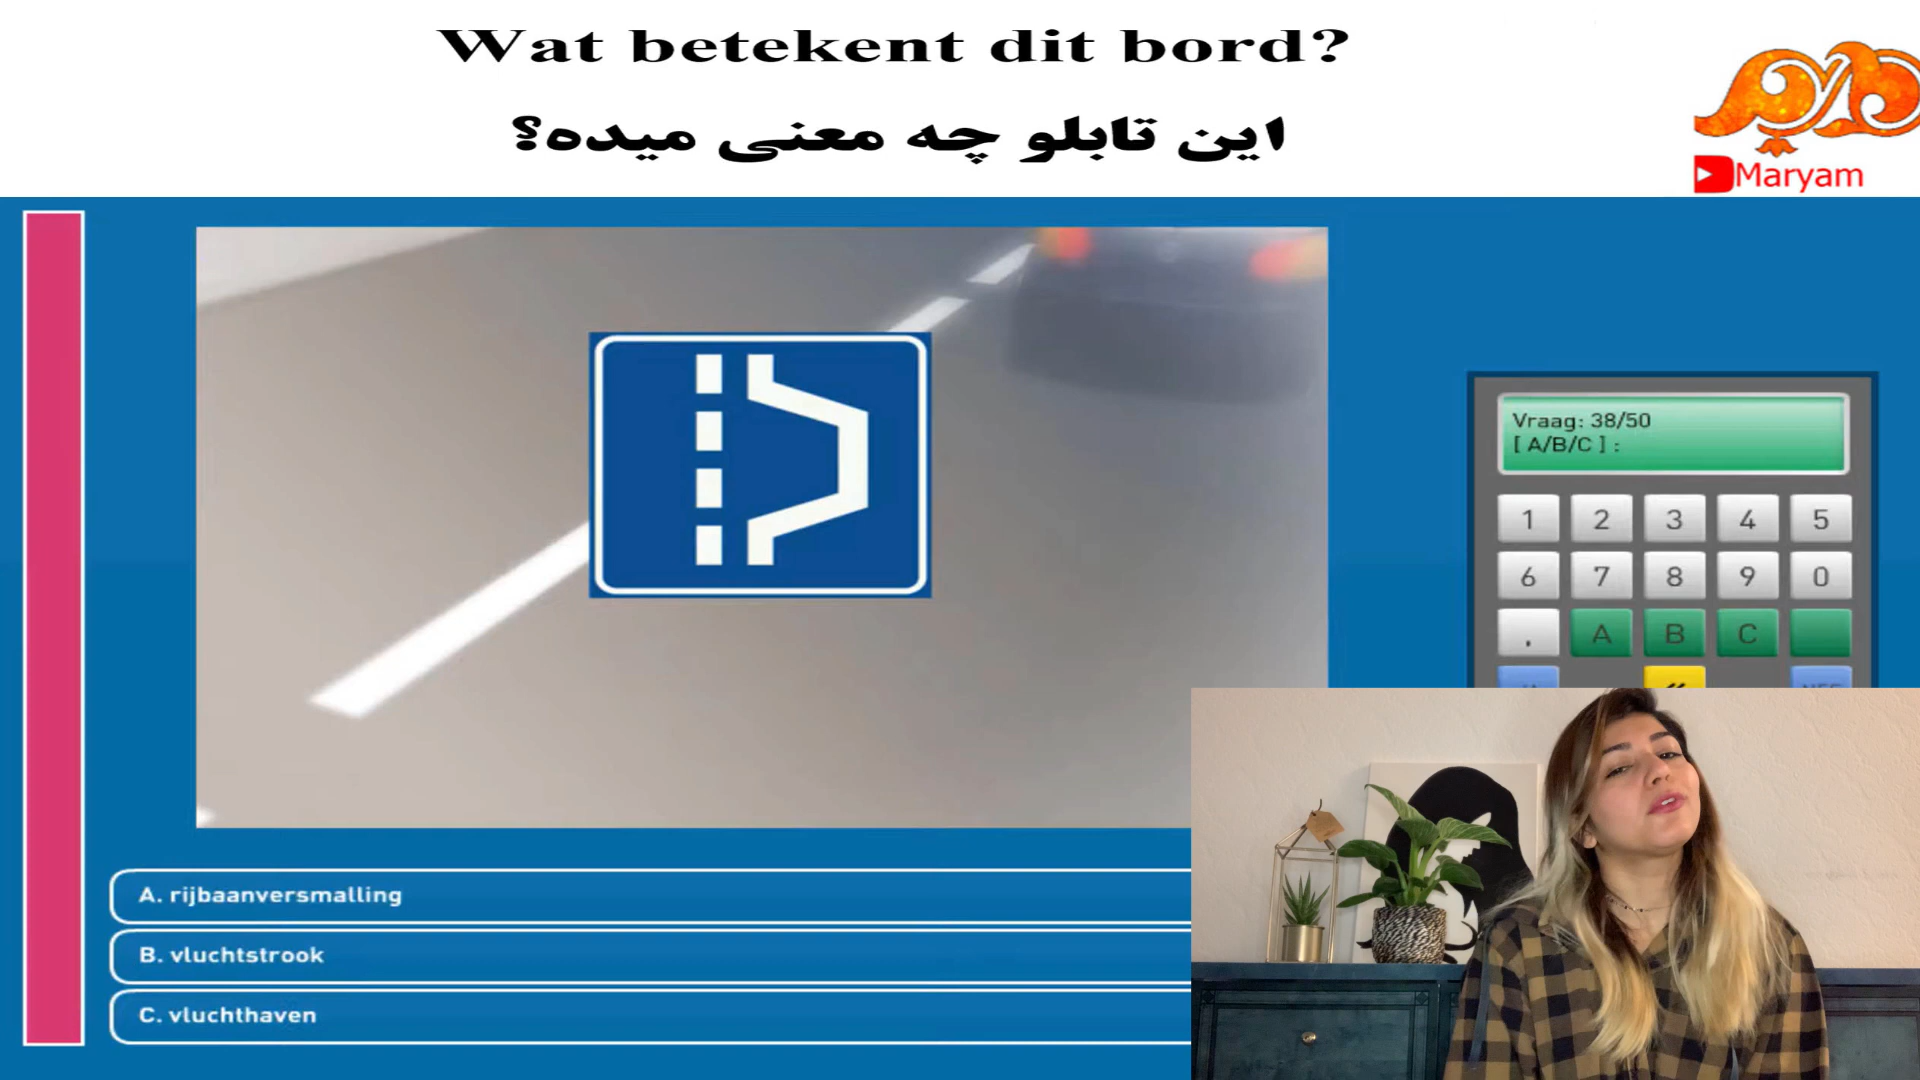 Wat betekent dit bord?
این تابلو چه معنی میده؟
Maryam
Vraag: 38/50
[ A/B/C ] :
1 2 3 4 5
6 7 8 9 0
, A B C
A. rijbaanversmalling
B. vluchtstrook
C. vluchthaven